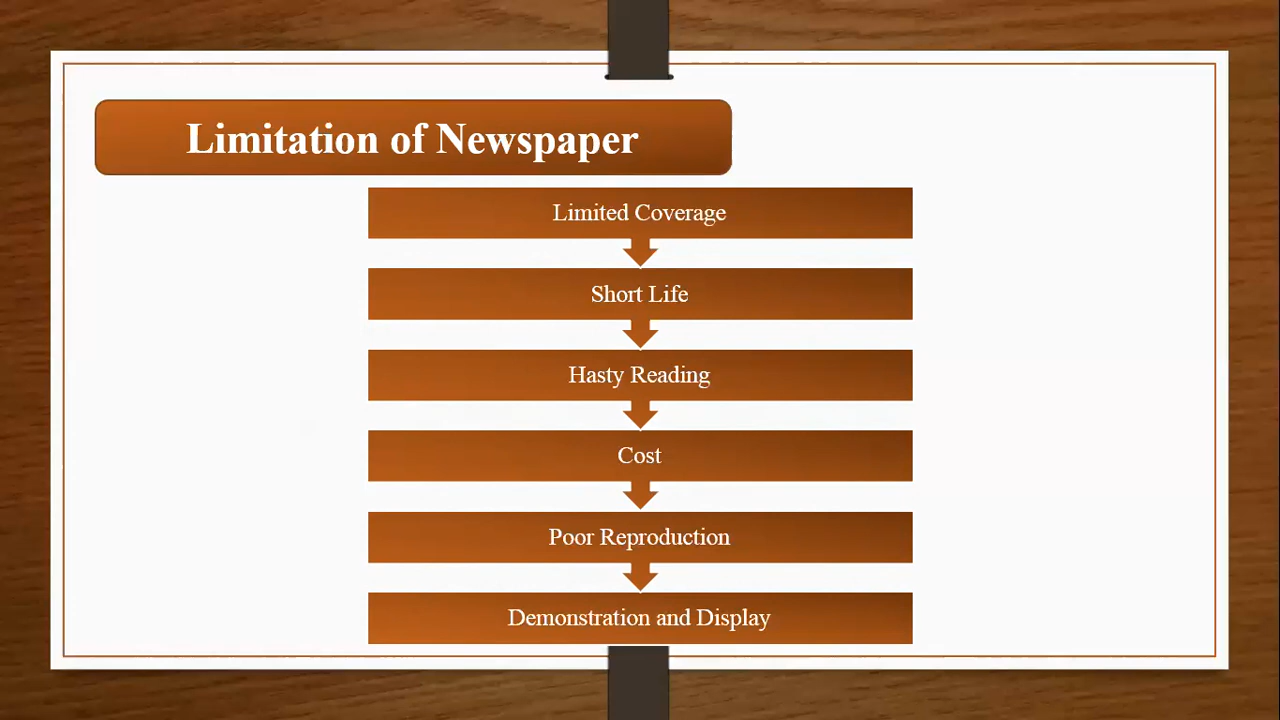 Limitation of Newspaper
Limited Coverage
Short Life
Hasty Reading
Cost
Poor Reproduction
Demonstration and Display